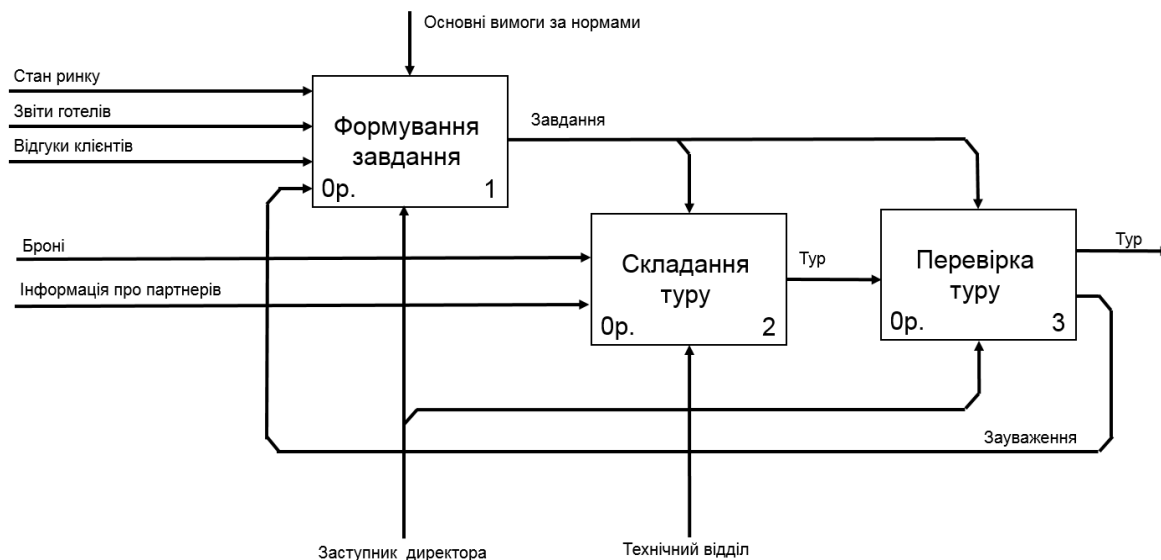 Основні вимоги за нормами
Стан ринку
Звіти готелів
Відгуки клієнтів
Формування
завдання
0р. 1
Завдання
Броні
Інформація про партнерів
Складання
туру
0р. 2
Тур
Перевірка
туру
0р. 3
Тур
Зауваження
Заступник директора
Технічний відділ